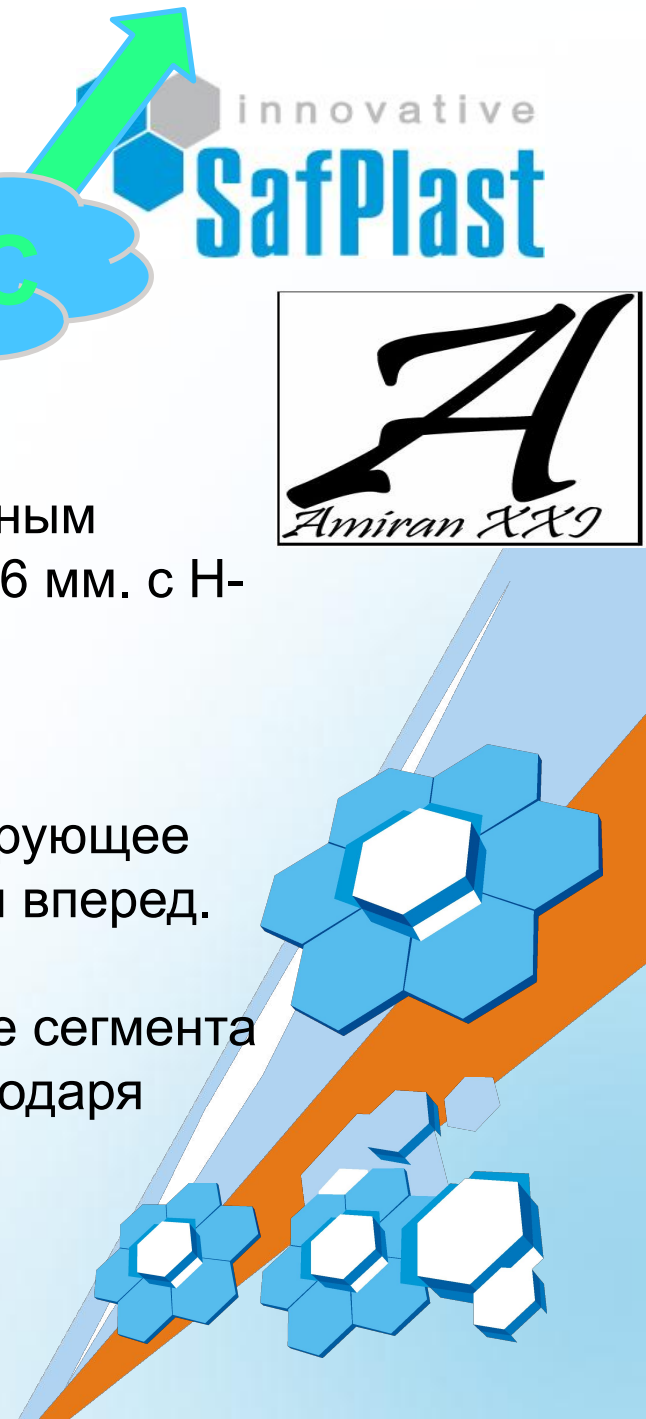 innovative
SafPlast
С
Amiran XXI
ным
6 мм. с Н-
рующее
вперед.
е сегмента
одаря